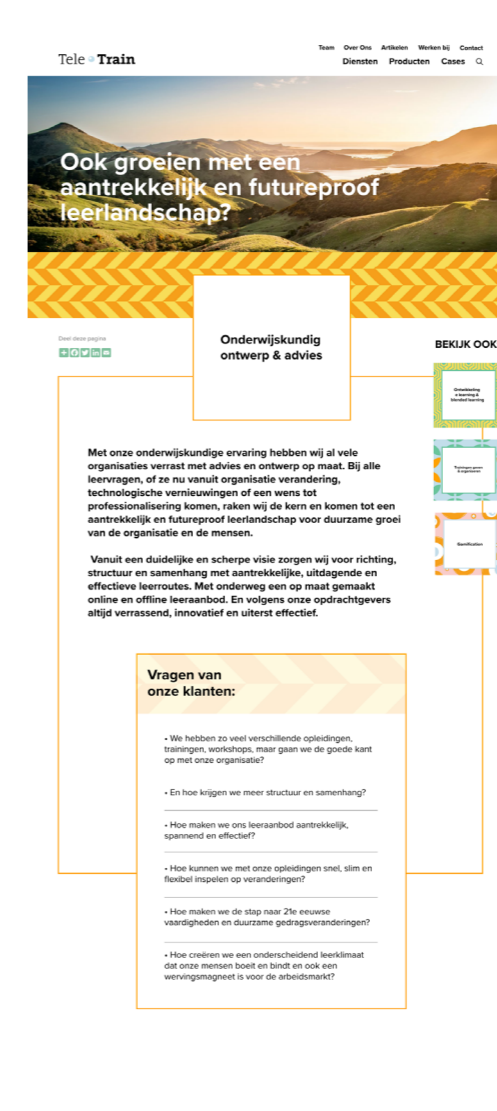 Team Over Ons Artikelen Werken bij Contact
Tele Train
Diensten Producten Cases
Ook groeien met een
aantrekkelijk en futureproof
leerlandschap?
Deel deze pagina
Onderwijskundig
ontwerp & advies
BEKIJK OOK
Ontwikkeling
e-learning &
blended learning
Trainingen geven
& organiseren
Gamification
Met onze onderwijskundige ervaring hebben wij al vele
organisaties verrast met advies en ontwerp op maat. Bij alle
leervragen, of ze nu vanuit organisatie verandering,
technologische vernieuwingen of een wens tot
professionalisering komen, raken wij de kern en komen tot een
aantrekkelijk en futureproof leerlandschap voor duurzame groei
van de organisatie en de mensen.
Vanuit een duidelijke en scherpe visie zorgen wij voor richting,
structuur en samenhang met aantrekkelijke, uitdagende en
effectieve leerroutes. Met onderweg een op maat gemaakt
online en offline leeraanbod. En volgens onze opdrachtgevers
altijd verrassend, innovatief en uiterst effectief.
Vragen van
onze klanten:
• We hebben zo veel verschillende opleidingen,
trainingen, workshops, maar gaan we de goede kant
op met onze organisatie?
• En hoe krijgen we meer structuur en samenhang?
• Hoe maken we ons leeraanbod aantrekkelijk,
spannend en effectief?
• Hoe kunnen we met onze opleidingen snel, slim en
flexibel inspelen op veranderingen?
• Hoe maken we de stap naar 21e eeuwse
vaardigheden en duurzame gedragsveranderingen?
• Hoe creëren we een onderscheidend leerklimaat
dat onze mensen boeit en bindt en ook een
wervingsmagneet is voor de arbeidsmarkt?